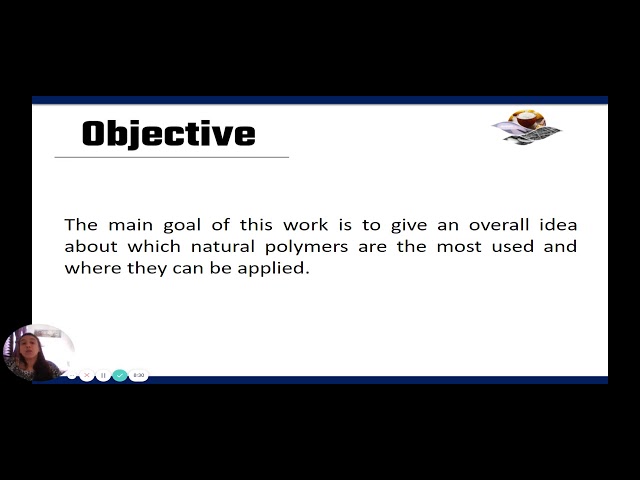 Objective
The main goal of this work is to give an overall idea
about which natural polymers are the most used and
where they can be applied.